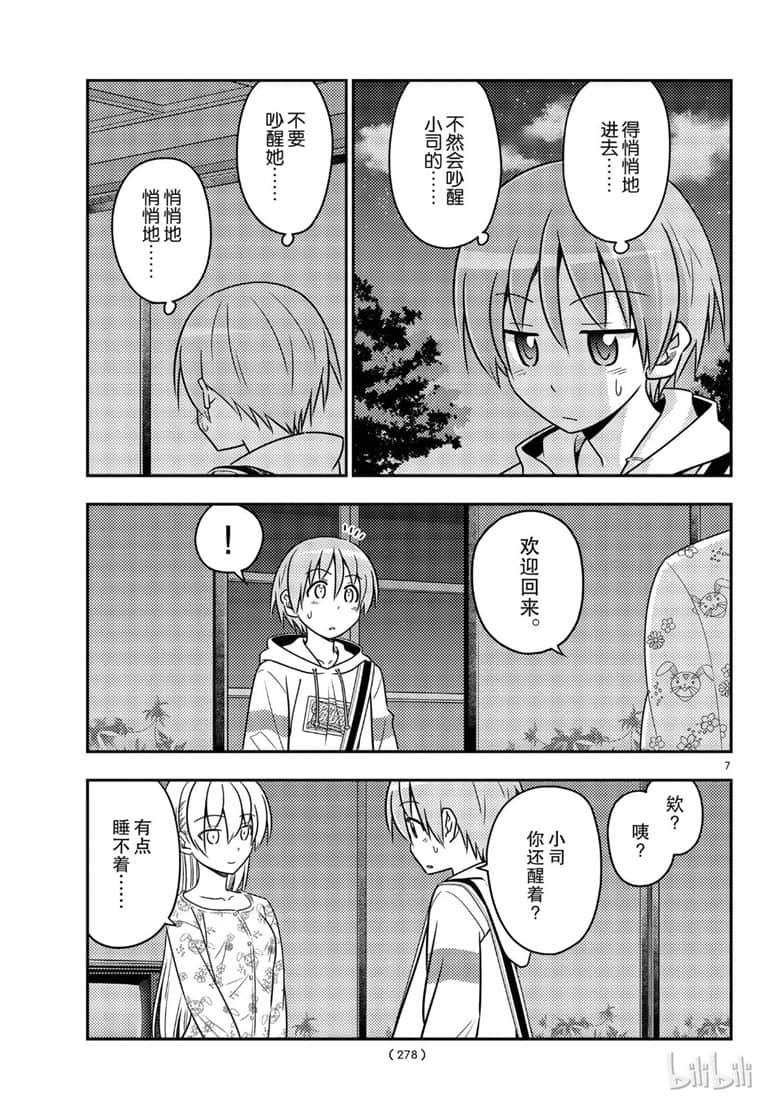 得悄悄地
进去……
不然会吵醒
小司的……
不要
吵醒她……
悄悄地
悄悄地……
欢迎回来。
！
7
欸？
咦？
小司
你还醒着？
有点
睡不着……
（278）
bilibili